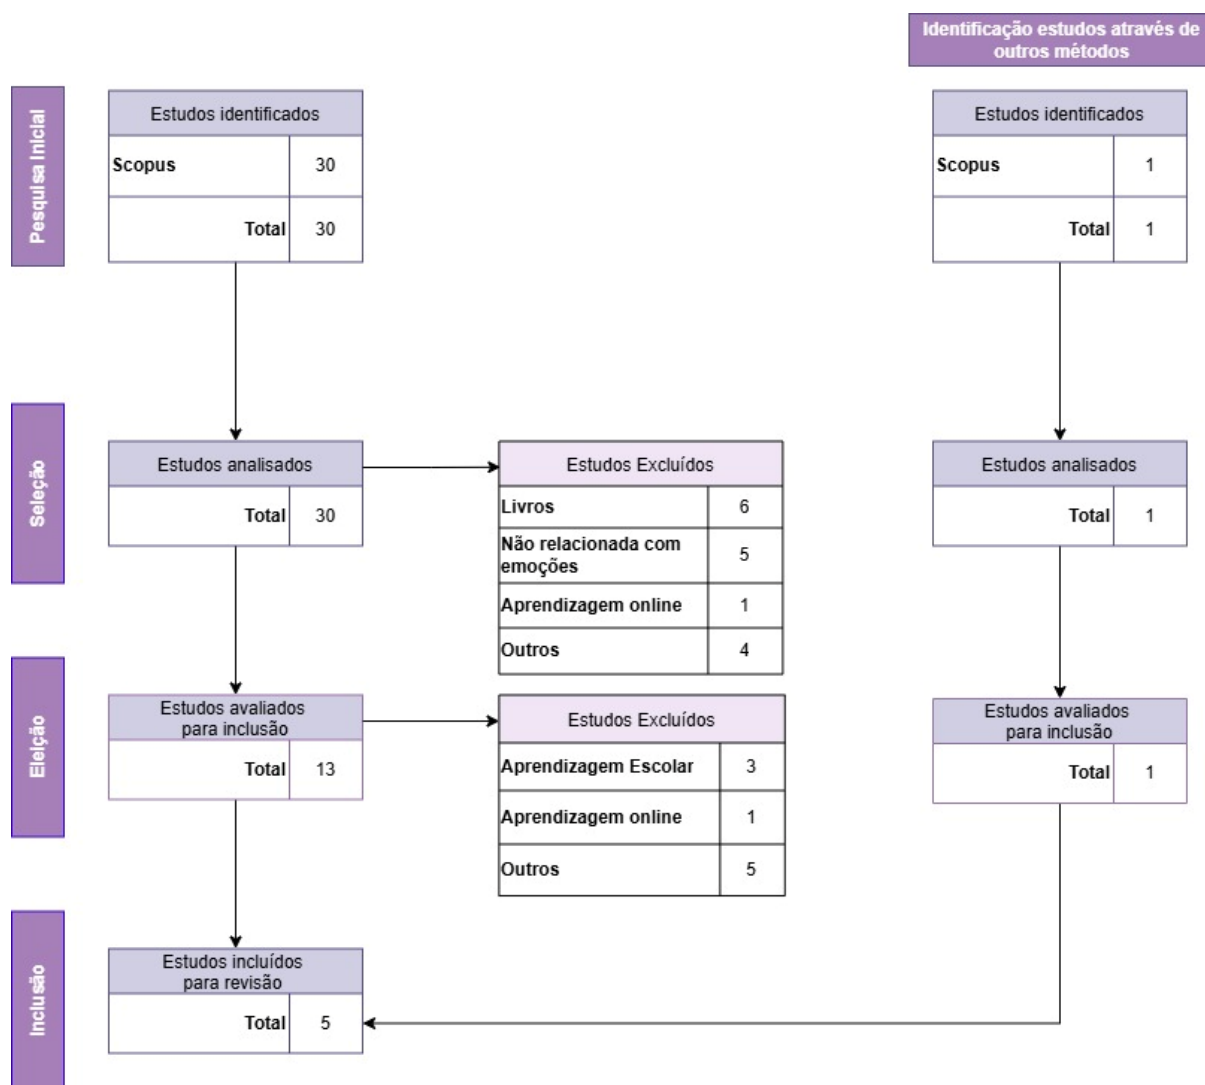 Identificação estudos através de
outros métodos
Pesquisa Inicial
Estudos identificados
Scopus 30
Total 30
Estudos identificados
Scopus 1
Total 1
Seleção
Estudos analisados
Total 30
Estudos Excluídos
Livros 6
Não relacionada com
emoções 5
Aprendizagem online 1
Outros 4
Estudos analisados
Total 1
Eleição
Estudos avaliados
para inclusão
Total 13
Estudos Excluídos
Aprendizagem Escolar 3
Aprendizagem online 1
Outros 5
Estudos avaliados
para inclusão
Total 1
Inclusão
Estudos incluídos
para revisão
Total 5